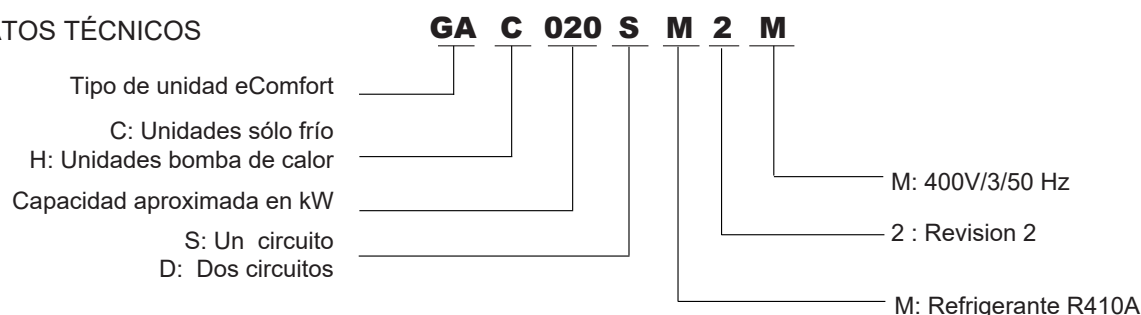 ATOS TÉCNICOS
GA C 020 S M 2 M
Tipo de unidad eComfort
C: Unidades sólo frío
H: Unidades bomba de calor
Capacidad aproximada en kW
S: Un circuito
D: Dos circuitos
M: 400V/3/50 Hz
2 : Revision 2
M: Refrigerante R410A